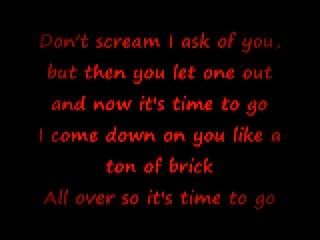 Don't scream I ask of you,
but then you let one out
and now it's time to go
I come down on you like a
ton of brick
All over so it's time to go